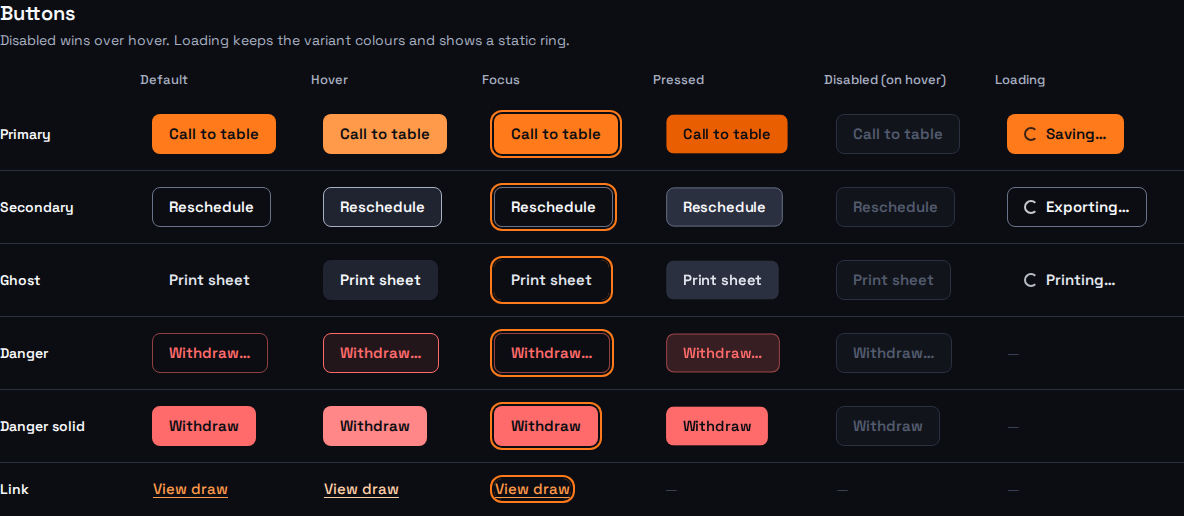 Buttons
Disabled wins over hover. Loading keeps the variant colours and shows a static ring.
Default Hover Focus Pressed Disabled (on hover) Loading
Primary Call to table Call to table Call to table Call to table Call to table Saving...
Secondary Reschedule Reschedule Reschedule Reschedule Reschedule Exporting...
Ghost Print sheet Print sheet Print sheet Print sheet Print sheet Printing...
Danger Withdraw... Withdraw... Withdraw... Withdraw... Withdraw... —
Danger solid Withdraw Withdraw Withdraw Withdraw Withdraw —
Link View draw View draw View draw — — —